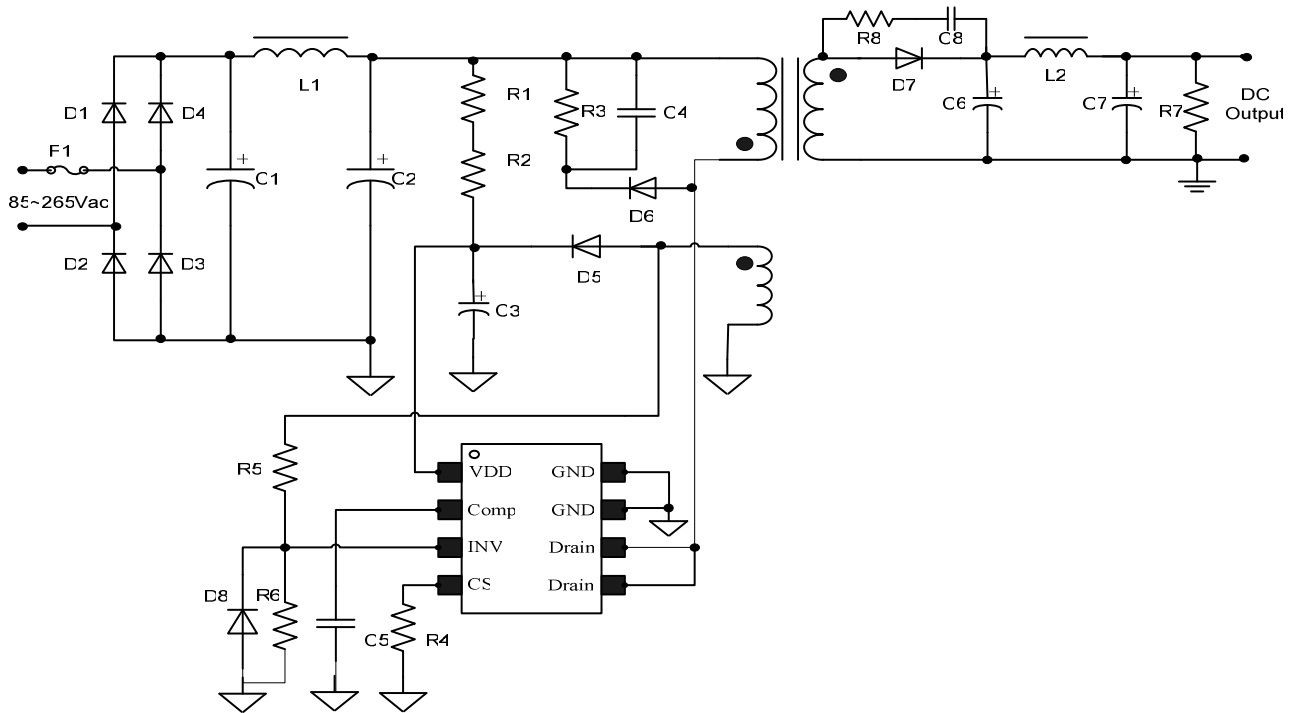 R8
C8
D7
L1
L2
D1
D4
R1
R3
C4
C6
C7
R7
DC
Output
F1
R2
C1
C2
85~265Vac
D6
D2
D3
D5
C3
R5
VDD
GND
Comp
GND
INV
Drain
CS
Drain
D8
R6
C5
R4